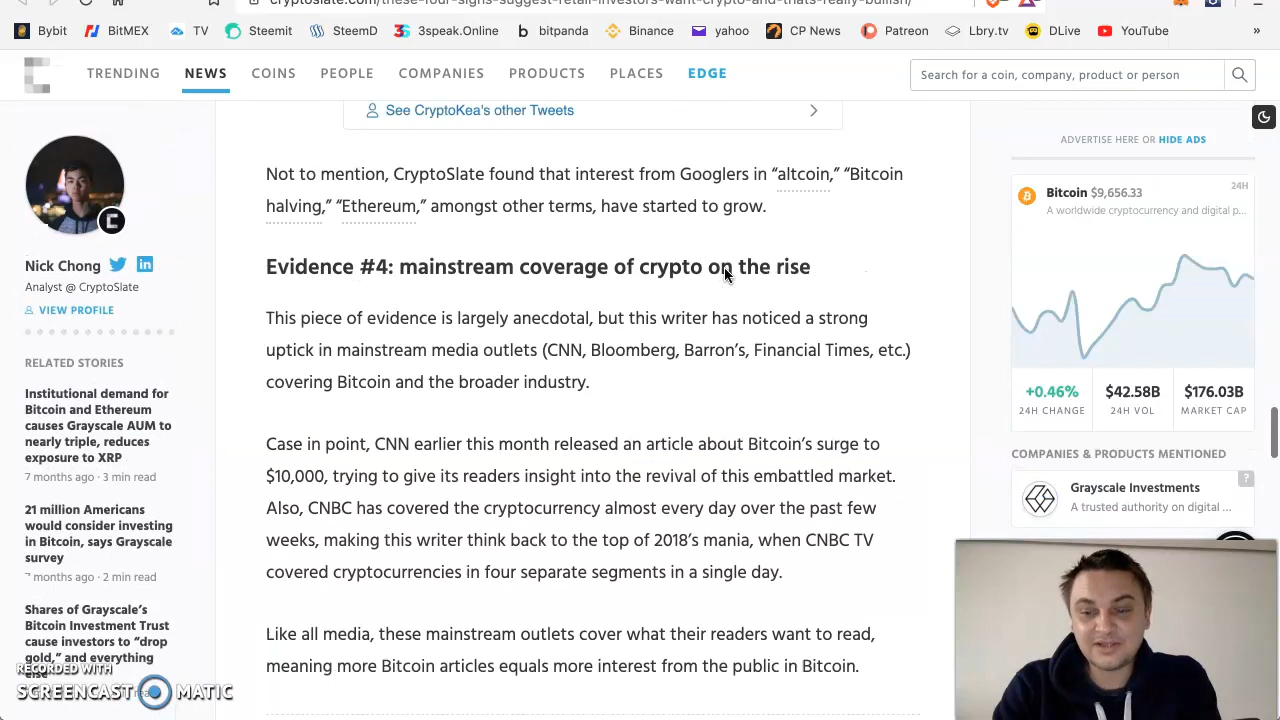 cryptoslate.com/these-four-signs-suggest-retail-investors-want-crypto-and-thats-really-bullish/
Bybit
BitMEX
TV
Steemit
SteemD
3speak.Online
bitpanda
Binance
yahoo
CP News
Patreon
Lbry.tv
DLive
YouTube
»
TRENDING
NEWS
COINS
PEOPLE
COMPANIES
PRODUCTS
PLACES
EDGE
Search for a coin, company, product or person
See CryptoKea's other Tweets
Nick Chong
Analyst @ CryptoSlate
VIEW PROFILE
RELATED STORIES
Institutional demand for
Bitcoin and Ethereum
causes Grayscale AUM to
nearly triple, reduces
exposure to XRP
7 months ago · 3 min read
21 million Americans
would consider investing
in Bitcoin, says Grayscale
survey
7 months ago · 2 min read
Shares of Grayscale's
Bitcoin Investment Trust
cause investors to “drop
gold,” and everything
else
Not to mention, CryptoSlate found that interest from Googlers in “altcoin,” “Bitcoin
halving,” “Ethereum,” amongst other terms, have started to grow.
Evidence #4: mainstream coverage of crypto on the rise
This piece of evidence is largely anecdotal, but this writer has noticed a strong
uptick in mainstream media outlets (CNN, Bloomberg, Barron’s, Financial Times, etc.)
covering Bitcoin and the broader industry.
Case in point, CNN earlier this month released an article about Bitcoin’s surge to
$10,000, trying to give its readers insight into the revival of this embattled market.
Also, CNBC has covered the cryptocurrency almost every day over the past few
weeks, making this writer think back to the top of 2018’s mania, when CNBC TV
covered cryptocurrencies in four separate segments in a single day.
Like all media, these mainstream outlets cover what their readers want to read,
meaning more Bitcoin articles equals more interest from the public in Bitcoin.
ADVERTISE HERE OR HIDE ADS
Bitcoin $9,656.33
24H
A worldwide cryptocurrency and digital p...
+0.46%
24H CHANGE
$42.58B
24H VOL
$176.03B
MARKET CAP
COMPANIES & PRODUCTS MENTIONED
?
Grayscale Investments
A trusted authority on digital ...
RECORDED WITH
SCREENCAST MATIC